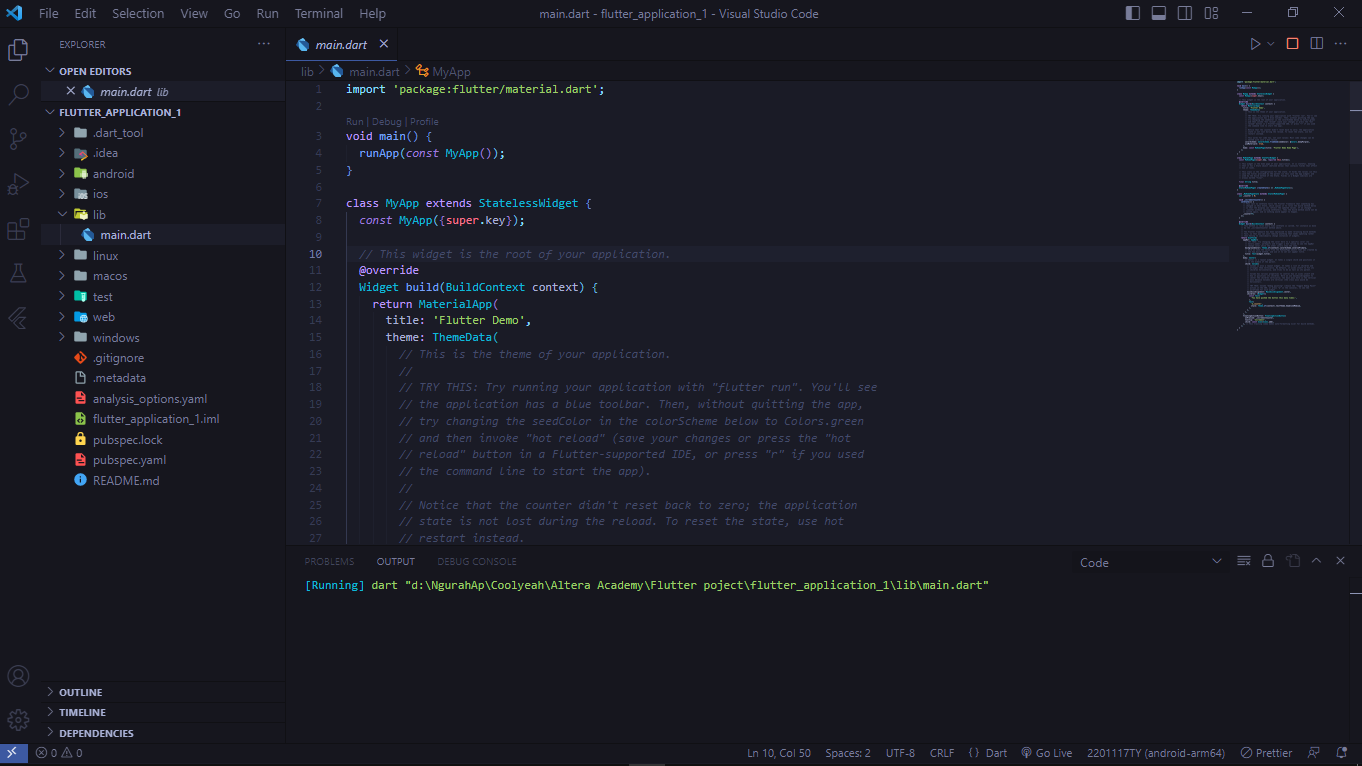 File Edit Selection View Go Run Terminal Help
main.dart - flutter_application_1 - Visual Studio Code
EXPLORER
OPEN EDITORS
main.dart lib
FLUTTER_APPLICATION_1
.dart_tool
.idea
android
ios
lib
main.dart
linux
macos
test
web
windows
.gitignore
.metadata
analysis_options.yaml
flutter_application_1.iml
pubspec.lock
pubspec.yaml
README.md
OUTLINE
TIMELINE
DEPENDENCIES
main.dart
lib > main.dart > MyApp
1 import 'package:flutter/material.dart';
2
Run | Debug | Profile
3 void main() {
4 runApp(const MyApp());
5 }
6
7 class MyApp extends StatelessWidget {
8 const MyApp({super.key});
9
10 // This widget is the root of your application.
11 @override
12 Widget build(BuildContext context) {
13 return MaterialApp(
14 title: 'Flutter Demo',
15 theme: ThemeData(
16 // This is the theme of your application.
17 //
18 // TRY THIS: Try running your application with "flutter run". You'll see
19 // the application has a blue toolbar. Then, without quitting the app,
20 // try changing the seedColor in the colorScheme below to Colors.green
21 // and then invoke "hot reload" (save your changes or press the "hot
22 // reload" button in a Flutter-supported IDE, or press "r" if you used
23 // the command line to start the app).
24 //
25 // Notice that the counter didn't reset back to zero; the application
26 // state is not lost during the reload. To reset the state, use hot
27 // restart instead.
PROBLEMS OUTPUT DEBUG CONSOLE
Code
[Running] dart "d:\NgurahAp\Coolyeah\Altera Academy\Flutter poject\flutter_application_1\lib\main.dart"
0 0
Ln 10, Col 50 Spaces: 2 UTF-8 CRLF { } Dart Go Live 2201117TY (android-arm64) Prettier